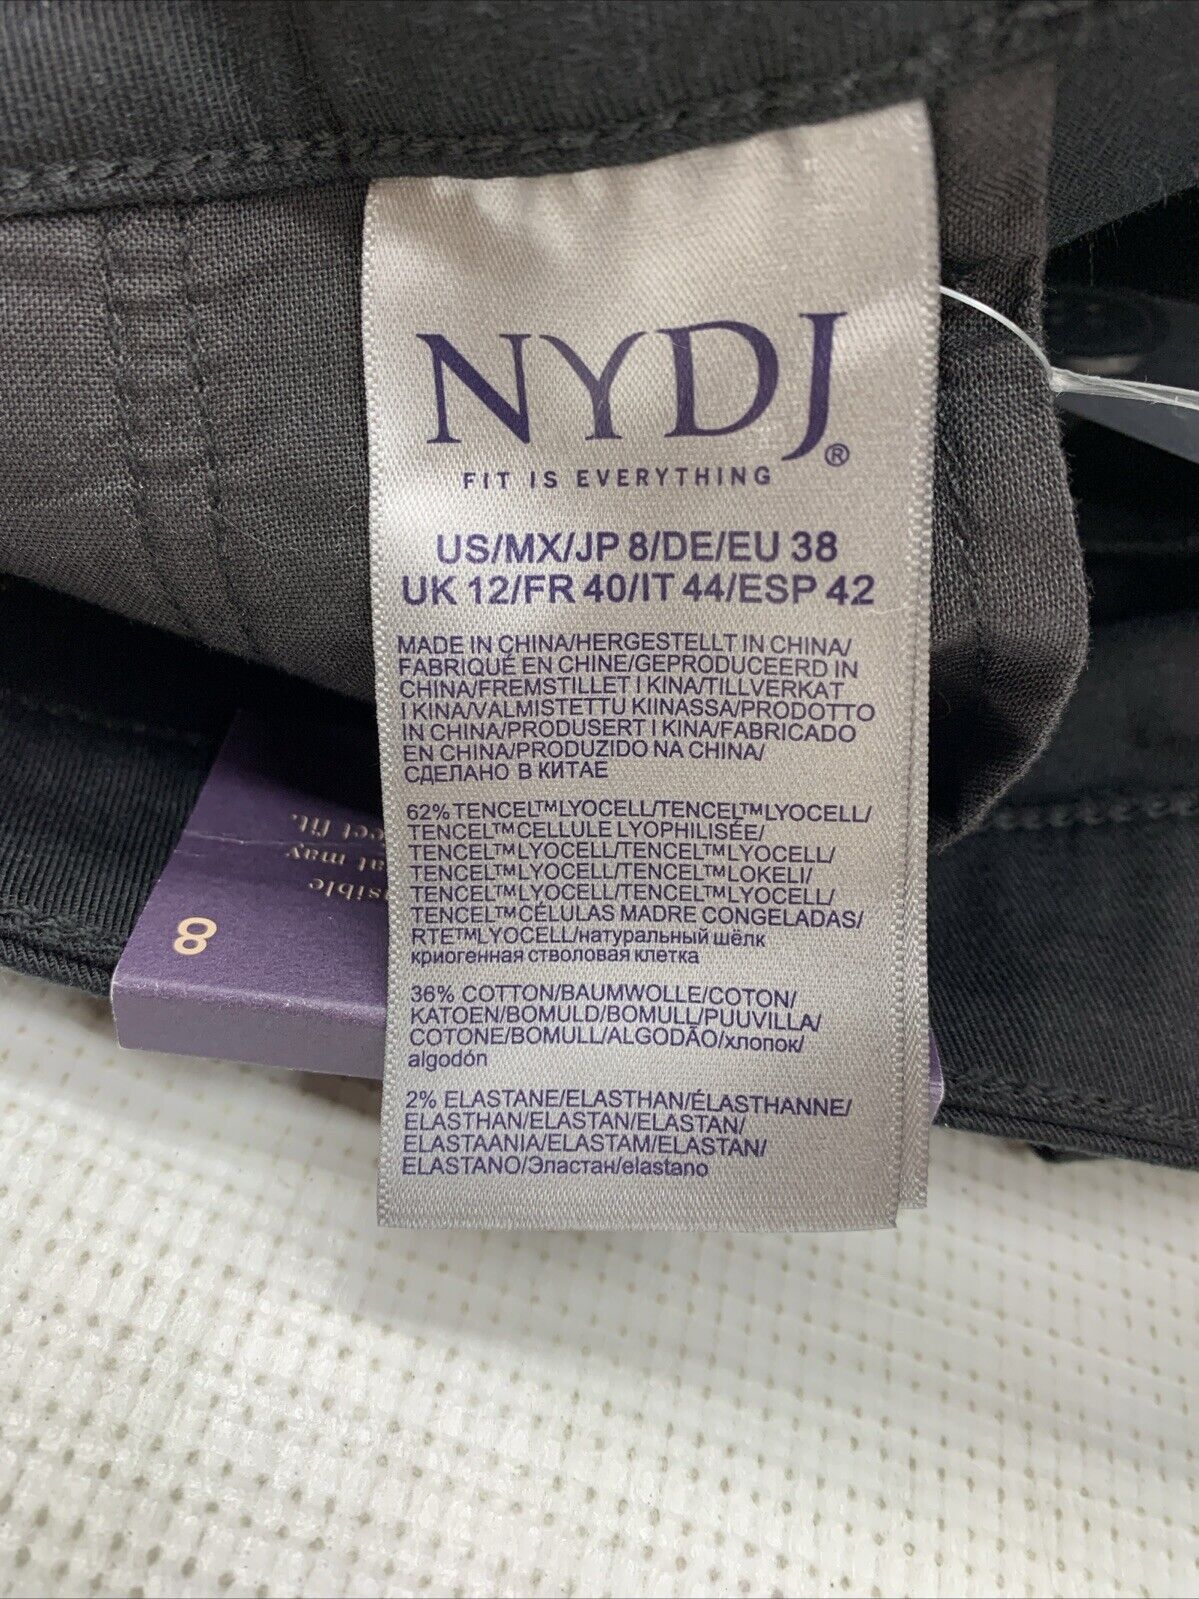 NYDJ®
FIT IS EVERYTHING
US/MX/JP 8/DE/EU 38
UK 12/FR 40/IT 44/ESP 42
MADE IN CHINA/HERGESTELLT IN CHINA/
FABRIQUÉ EN CHINE/GEPRODUCEERD IN
CHINA/FREMSTILLET I KINA/TILLVERKAT
I KINA/VALMISTETTU KIINASSA/PRODOTTO
IN CHINA/PRODUSERT I KINA/FABRICADO
EN CHINA/PRODUZIDO NA CHINA/
СДЕЛАНО В КИТАЕ
62% TENCEL™LYOCELL/TENCEL™LYOCELL/
TENCEL™CELLULE LYOPHILISÉE/
TENCEL™LYOCELL/TENCEL™LYOCELL/
TENCEL™LYOCELL/TENCEL™LOKELI/
TENCEL™LYOCELL/TENCEL™LYOCELL/
TENCEL™CÉLULAS MADRE CONGELADAS/
RTE™LYOCELL/натуральный шёлк
криогенная стволовая клетка
36% COTTON/BAUMWOLLE/COTON/
KATOEN/BOMULD/BOMULL/PUUVILLA/
COTONE/BOMULL/ALGODÃO/хлопок/
algodón
2% ELASTANE/ELASTHAN/ÉLASTHANNE/
ELASTHAN/ELASTAN/ELASTAN/
ELASTAANIA/ELASTAM/ELASTAN/
ELASTANO/Эластан/elastano
8
may
fit.